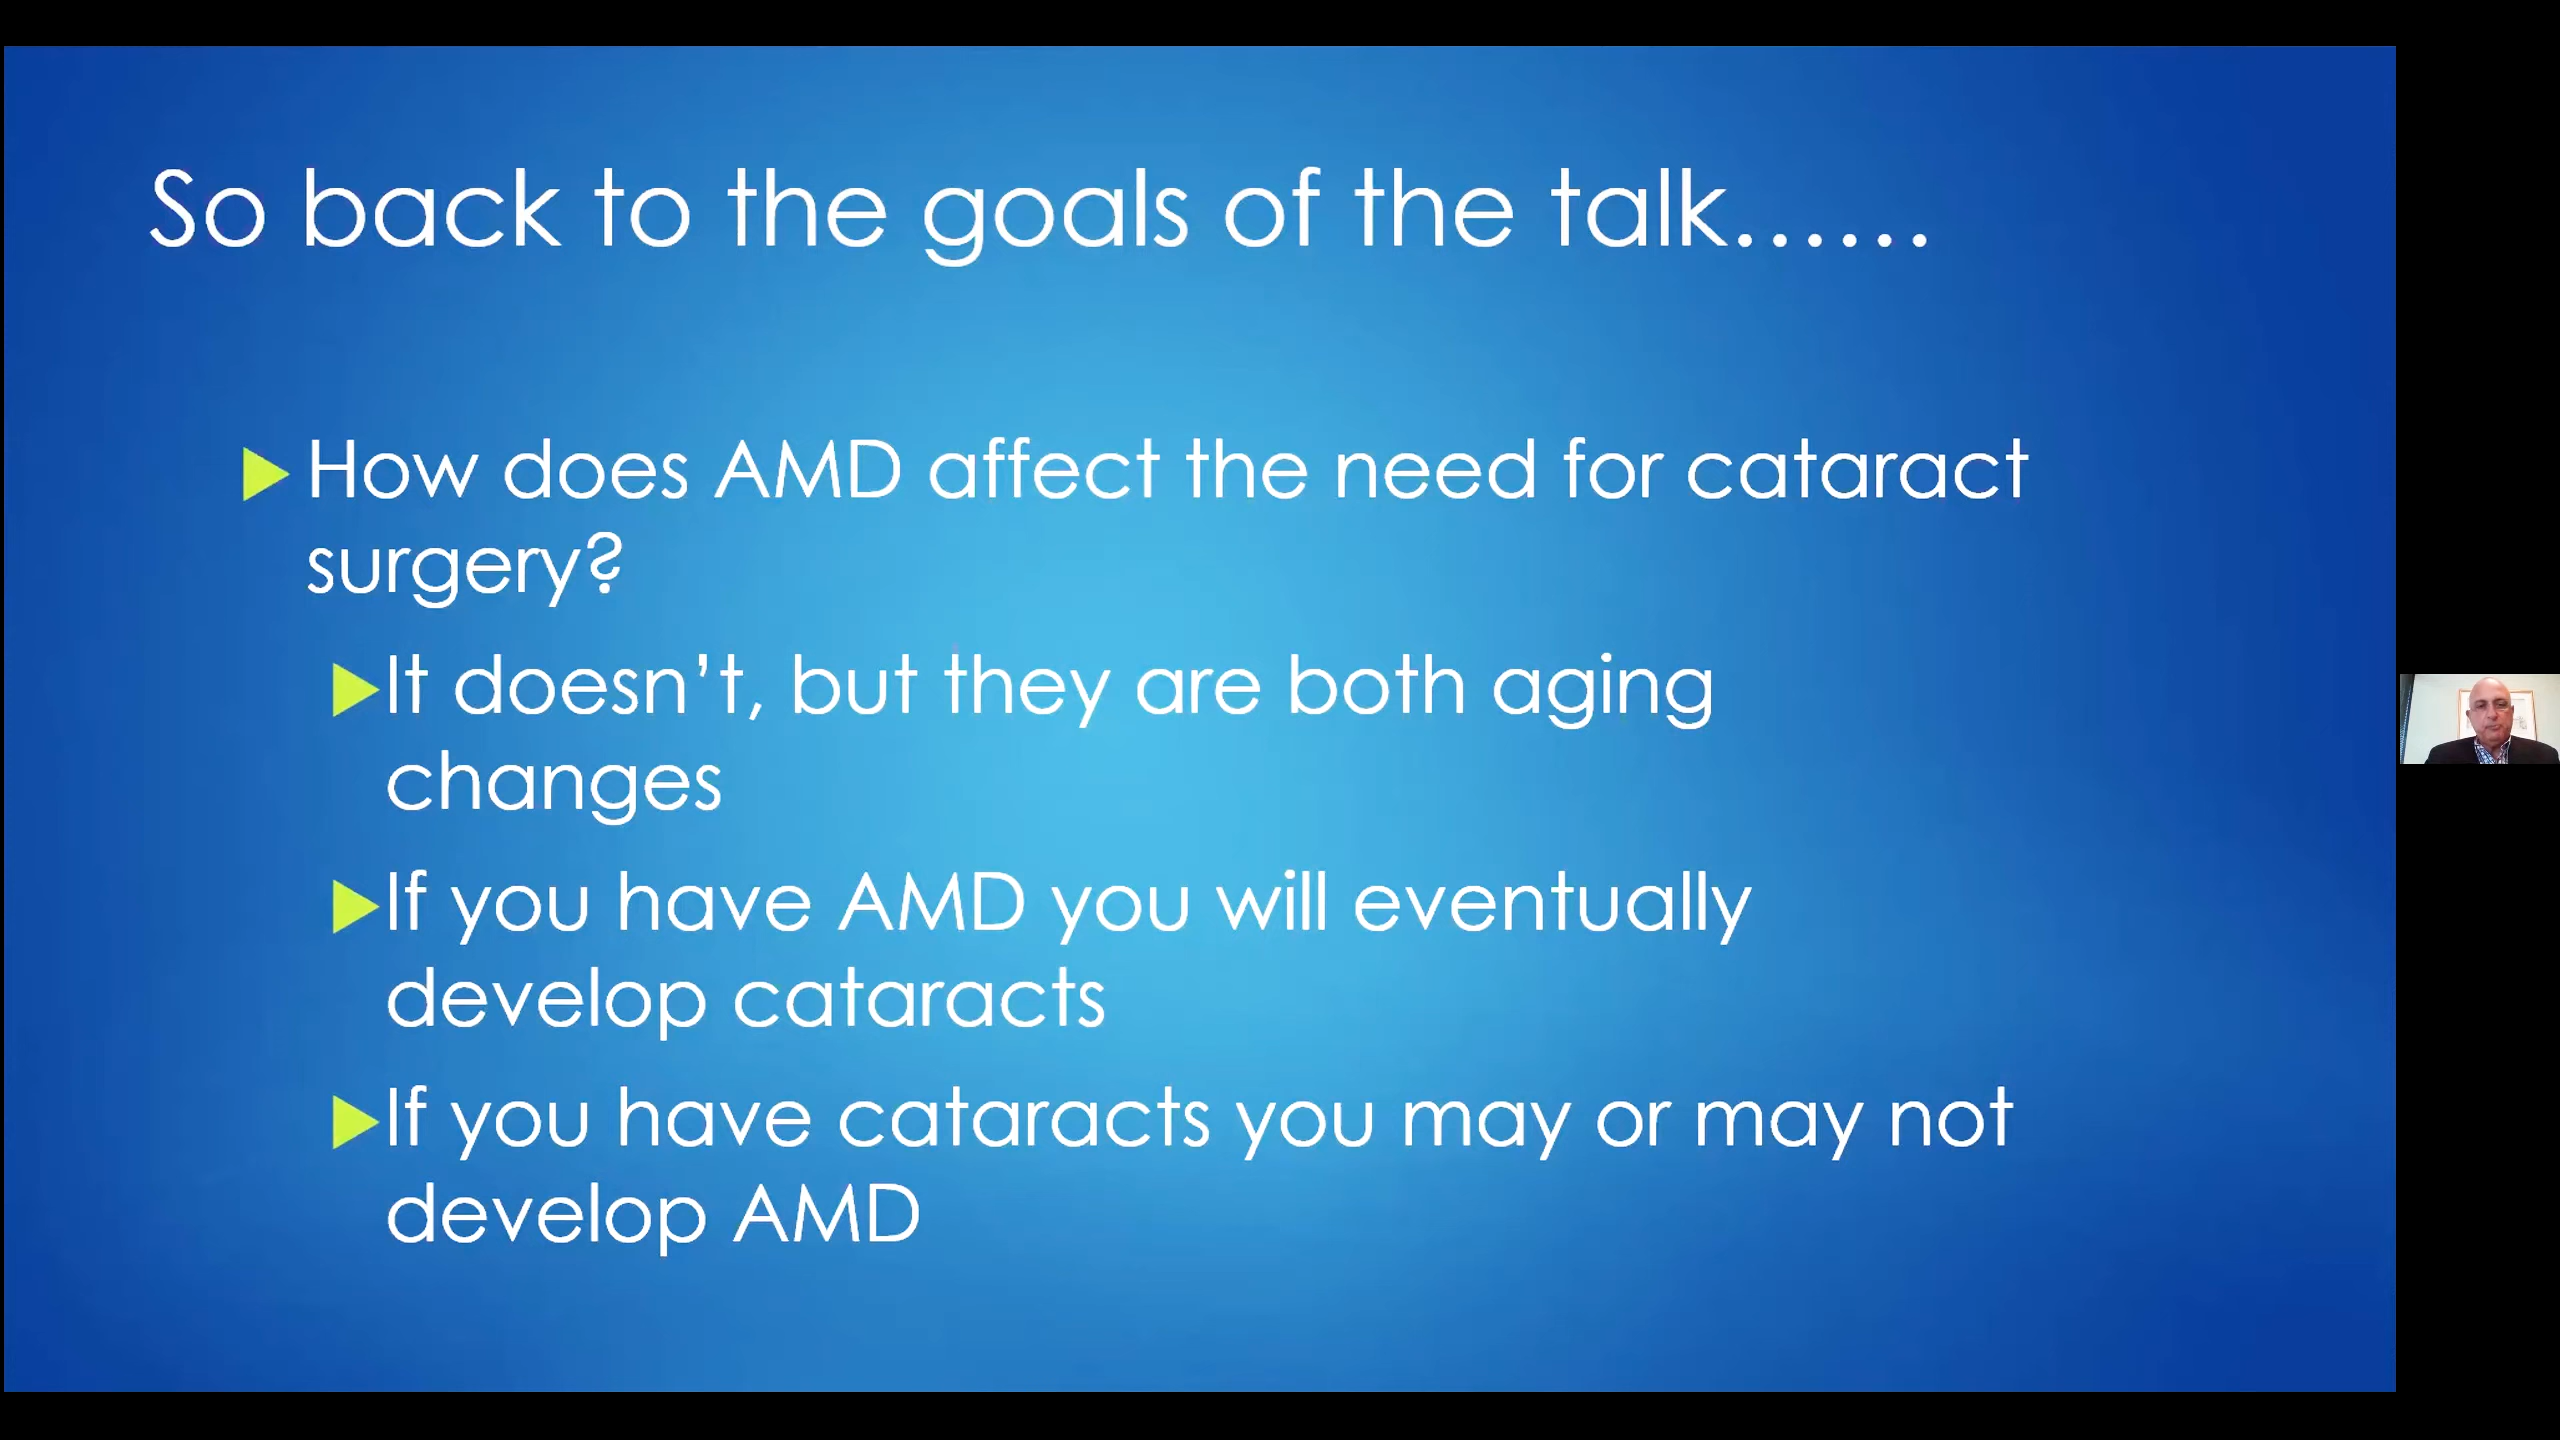 So back to the goals of the talk......
How does AMD affect the need for cataract
surgery?
It doesn’t, but they are both aging
changes
If you have AMD you will eventually
develop cataracts
If you have cataracts you may or may not
develop AMD